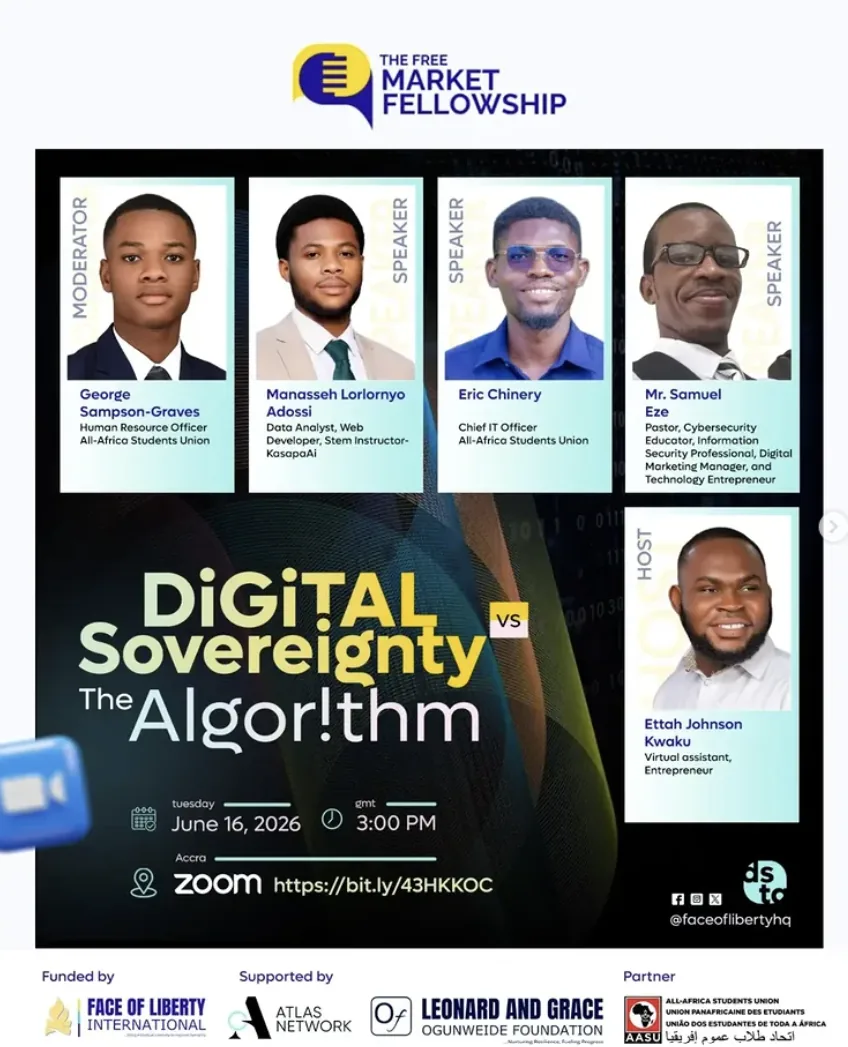 THE FREE
MARKET
FELLOWSHIP
MODERATOR
George
Sampson-Graves
Human Resource Officer
All-Africa Students Union
SPEAKER
Manasseh Lorlornyo
Adossi
Data Analyst, Web
Developer, Stem Instructor-
KasapaAi
SPEAKER
Eric Chinery
Chief IT Officer
All-Africa Students Union
SPEAKER
Mr. Samuel
Eze
Pastor, Cybersecurity
Educator, Information
Security Professional, Digital
Marketing Manager, and
Technology Entrepreneur
HOST
Ettah Johnson
Kwaku
Virtual assistant,
Entrepreneur
DiGiTAL
Sovereignty
vs
The Algor!thm
tuesday
June 16, 2026
gmt
3:00 PM
Accra
zoom https://bit.ly/43HKKOC
ds
to
@faceoflibertyhq
Funded by
FACE OF LIBERTY
INTERNATIONAL
Supported by
ATLAS
NETWORK
Of
LEONARD AND GRACE
OGUNWEIDE FOUNDATION
...Nurturing Resilience, Fueling Progress
Partner
AASU
ALL-AFRICA STUDENTS UNION
UNION PANAFRICAINE DES ETUDIANTS
UNIÃO DOS ESTUDANTES DE TODA A ÁFRICA
اتحاد طلاب عموم إفريقيا